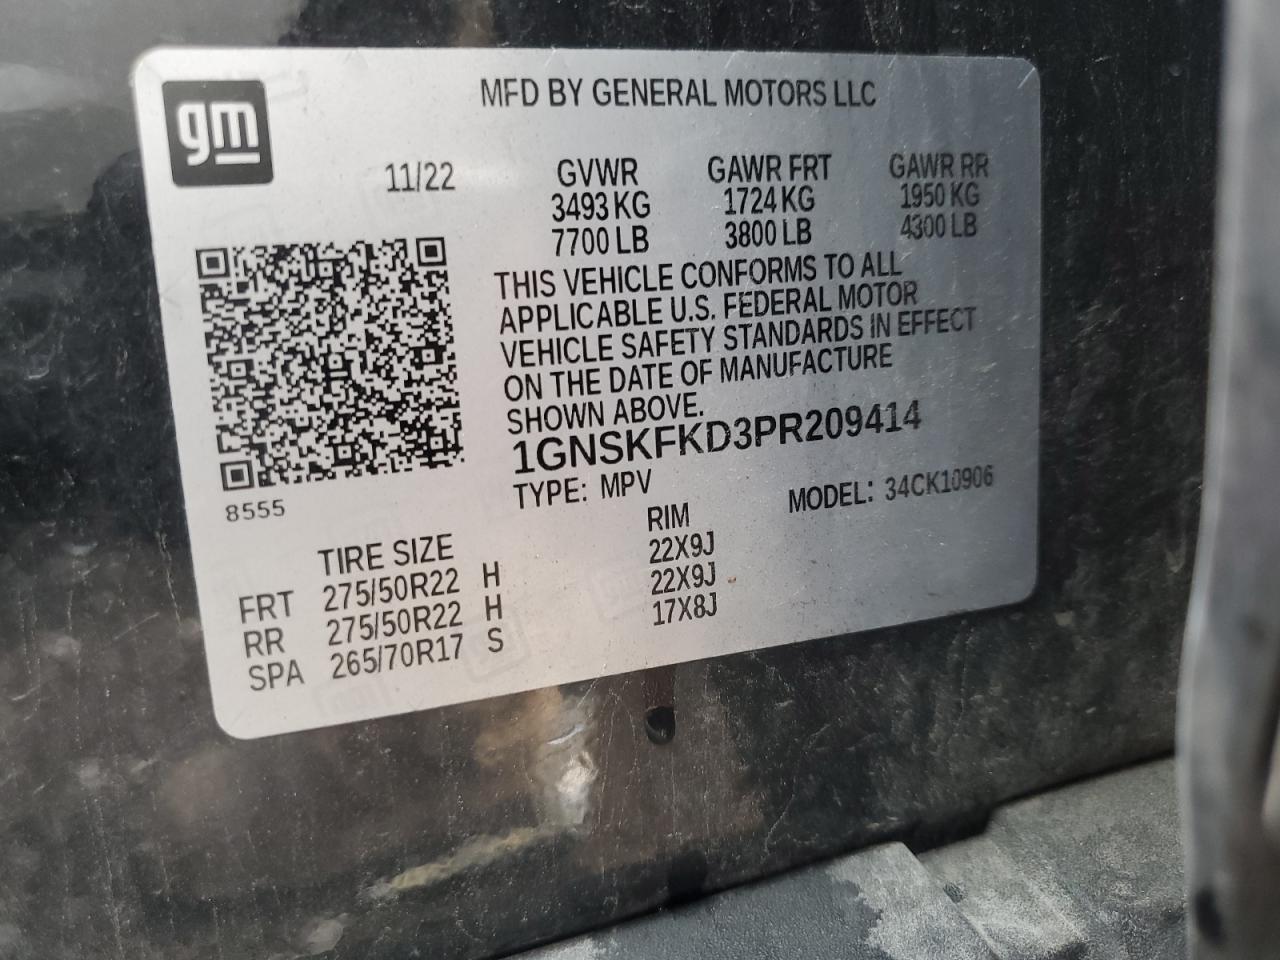 gm
MFD BY GENERAL MOTORS LLC
11/22 GVWR GAWR FRT GAWR RR
3493 KG 1724 KG 1950 KG
7700 LB 3800 LB 4300 LB
THIS VEHICLE CONFORMS TO ALL
APPLICABLE U.S. FEDERAL MOTOR
VEHICLE SAFETY STANDARDS IN EFFECT
ON THE DATE OF MANUFACTURE
SHOWN ABOVE.
1GNSKFKD3PR209414
8555
TYPE: MPV MODEL: 34CK10906
TIRE SIZE RIM
FRT 275/50R22 H 22X9J
RR 275/50R22 H 22X9J
SPA 265/70R17 S 17X8J